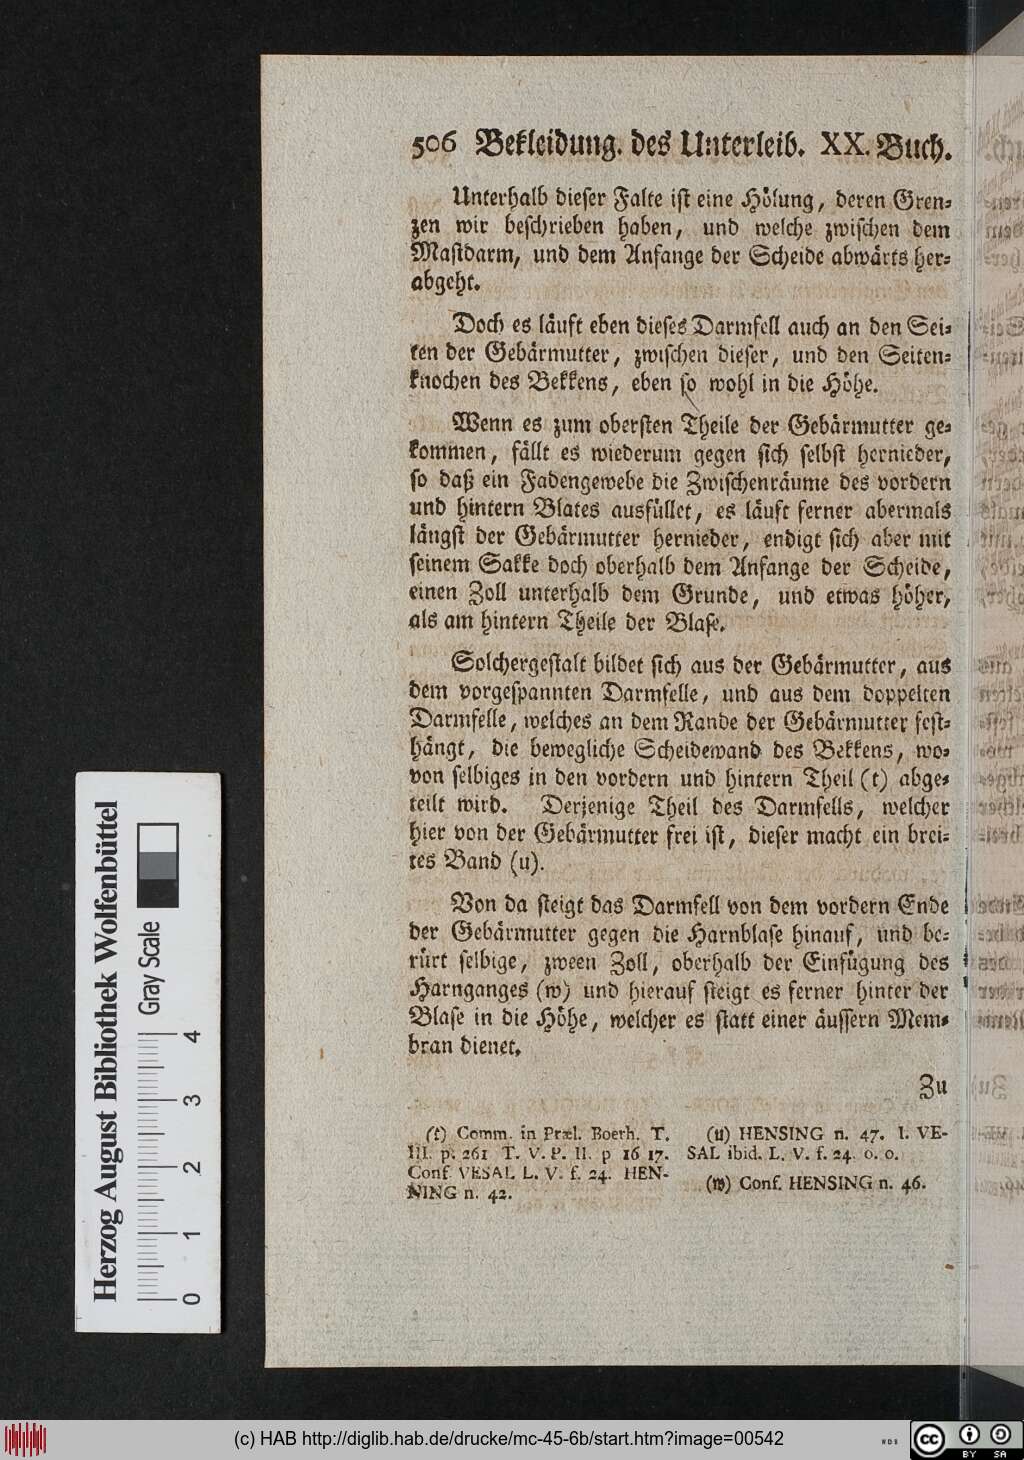 506 Bekleidung. des Unterleib. XX. Buch.
Unterhalb dieser Falte ist eine Hölung, deren Gren-
zen wir beschrieben haben, und welche zwischen dem
Mastdarm, und dem Anfange der Scheide abwärts her-
abgeht.
Doch es läuft eben dieses Darmfell auch an den Sei-
ten der Gebärmutter, zwischen dieser, und den Seiten-
knochen des Bekkens, eben so wohl in die Höhe.
Wenn es zum obersten Theile der Gebärmutter ge-
kommen, fällt es wiederum gegen sich selbst hernieder,
so daß ein Fadengewebe die Zwischenräume des vordern
und hintern Blates ausfüllet, es läuft ferner abermals
längst der Gebärmutter hernieder, endigt sich aber mit
seinem Sakke doch oberhalb dem Anfange der Scheide,
einen Zoll unterhalb dem Grunde, und etwas höher,
als am hintern Theile der Blase.
Solchergestalt bildet sich aus der Gebärmutter, aus
dem vorgespannten Darmfelle, und aus dem doppelten
Darmfelle, welches an dem Rande der Gebärmutter fest-
hängt, die bewegliche Scheidewand des Bekkens, wo-
von selbiges in den vordern und hintern Theil (t) abge-
teilt wird. Derjenige Theil des Darmfells, welcher
hier von der Gebärmutter frei ist, dieser macht ein brei-
tes Band (u).
Von da steigt das Darmfell von dem vordern Ende
der Gebärmutter gegen die Harnblase hinauf, und be-
rürt selbige, zween Zoll, oberhalb der Einfügung des
Harnganges (w) und hierauf steigt es ferner hinter der
Blase in die Höhe, welcher es statt einer äussern Mem-
bran dienet.
Zu
(t) Comm. in Præl. Boerh. T.
III. p. 261 T. V. P. II. p 16 17.
Conf VESAL L. V. f. 24. HEN-
NING n. 42.
(u) HENSING n. 47. I. VE-
SAL ibid. L. V. f. 24. o. o.
(w) Conf. HENSING n. 46.
Herzog August Bibliothek Wolfenbüttel
Gray Scale
0 1 2 3 4
(c) HAB http://diglib.hab.de/drucke/mc-45-6b/start.htm?image=00542
cc BY SA